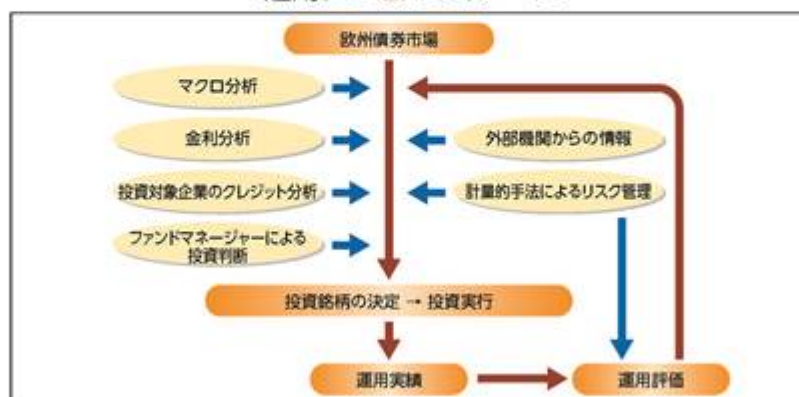 欧州債券市場
マクロ分析
金利分析
外部機関からの情報
投資対象企業のクレジット分析
計量的手法によるリスク管理
ファンドマネージャーによる
投資判断
投資銘柄の決定 → 投資実行
運用実績
運用評価